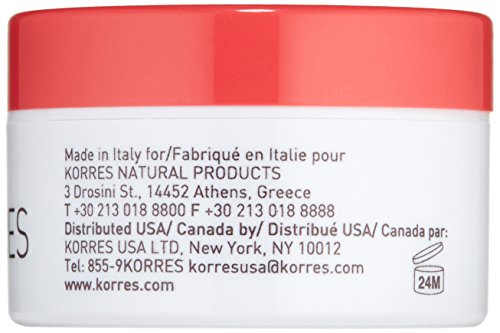 ES
Made in Italy for/Fabriqué en Italie pour
KORRES NATURAL PRODUCTS
3 Drosini St., 14452 Athens, Greece
T +30 213 018 8800 F +30 213 018 8888
Distributed USA/ Canada by/ Distribué USA/ Canada par:
KORRES USA LTD, New York, NY 10012
Tel: 855-9KORRES korresusa@korres.com
www.korres.com
24M